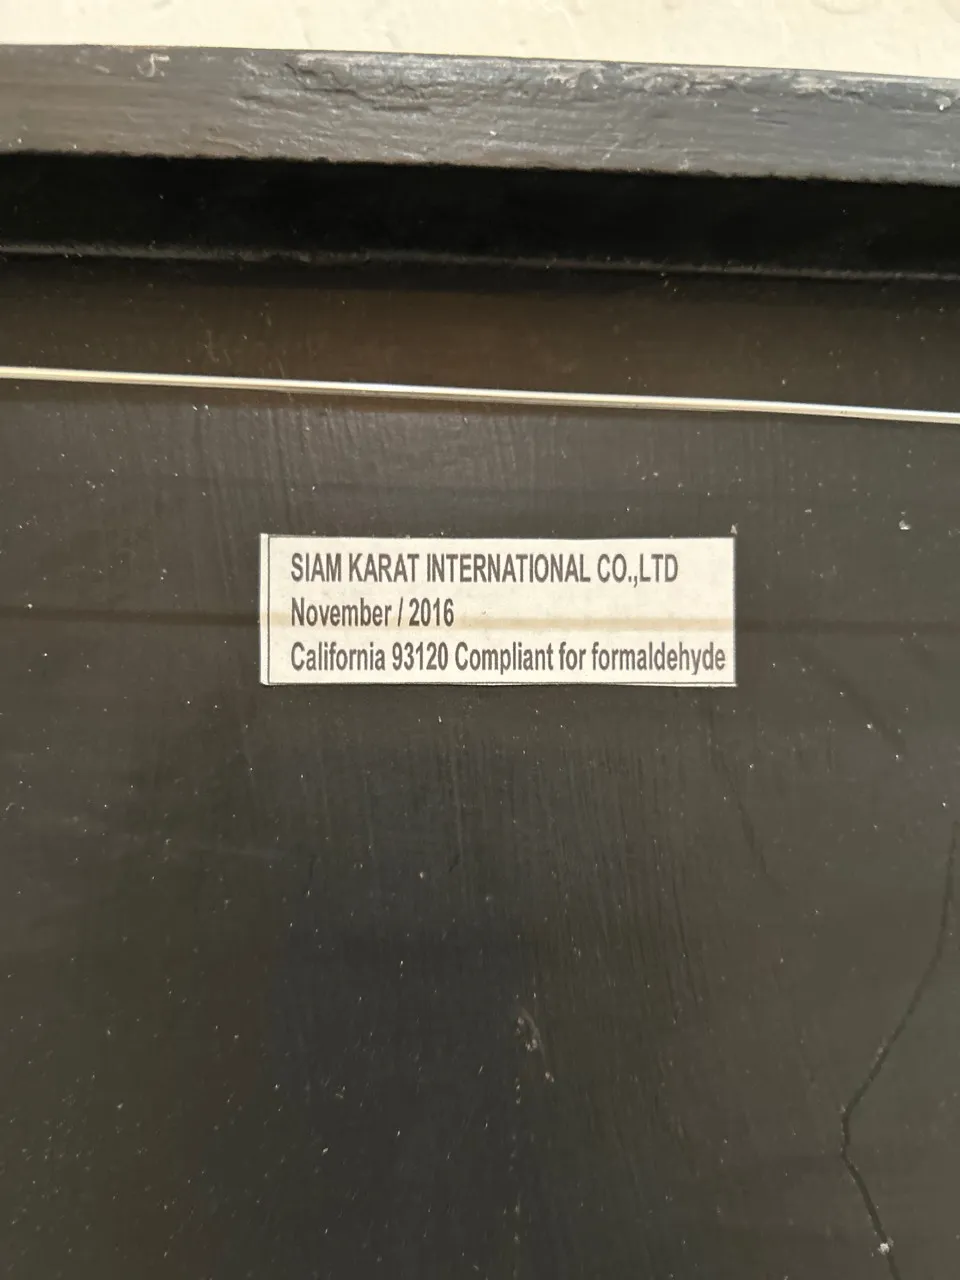 SIAM KARAT INTERNATIONAL CO.,LTD
November / 2016
California 93120 Compliant for formaldehyde